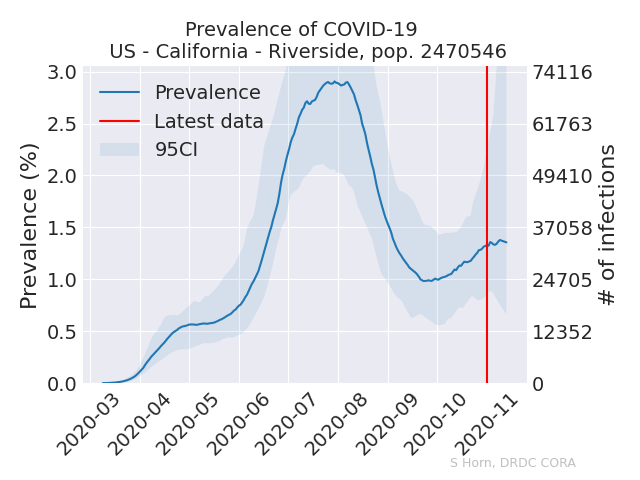 Prevalence of COVID-19
US - California - Riverside, pop. 2470546
Prevalence
Latest data
95CI
Prevalence (%)
3.0
2.5
2.0
1.5
1.0
0.5
0.0
74116
61763
49410
37058
24705
12352
0
# of infections
2020-03
2020-04
2020-05
2020-06
2020-07
2020-08
2020-09
2020-10
2020-11
S Horn, DRDC CORA